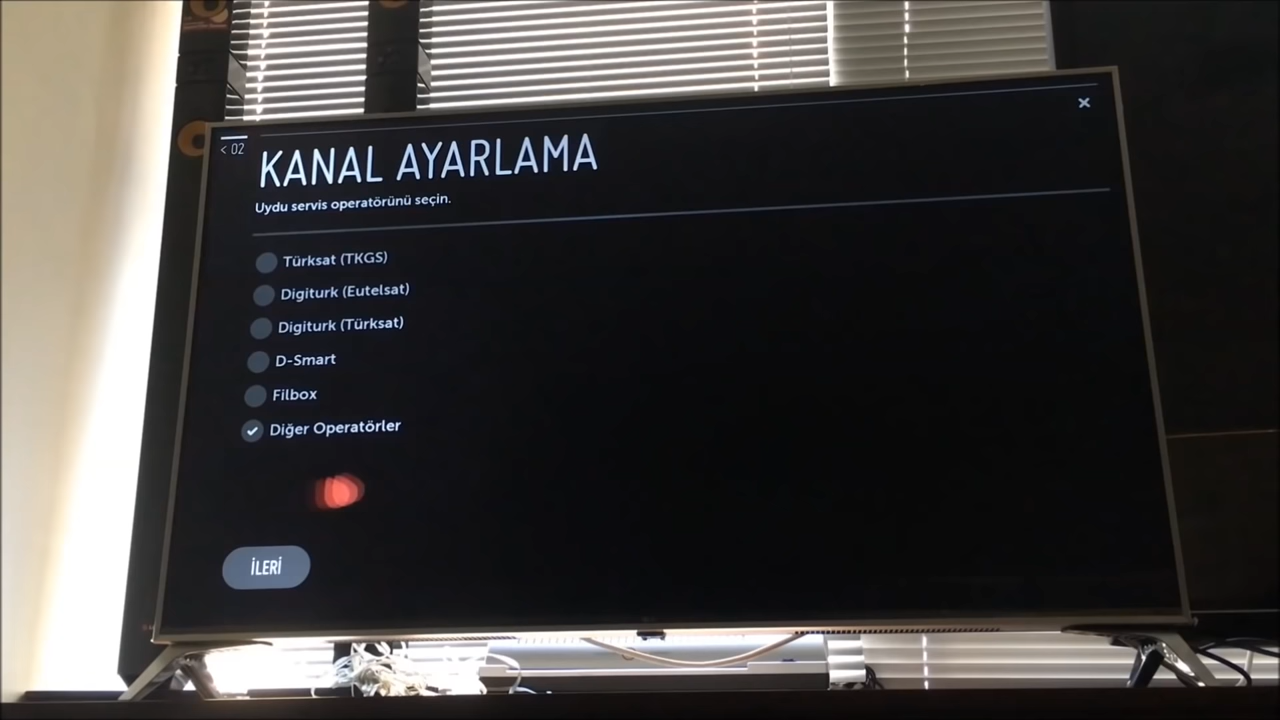 < 02
KANAL AYARLAMA
Uydu servis operatörünü seçin.
Türksat (TKGS)
Digiturk (Eutelsat)
Digiturk (Türksat)
D-Smart
Filbox
Diğer Operatörler
İLERİ